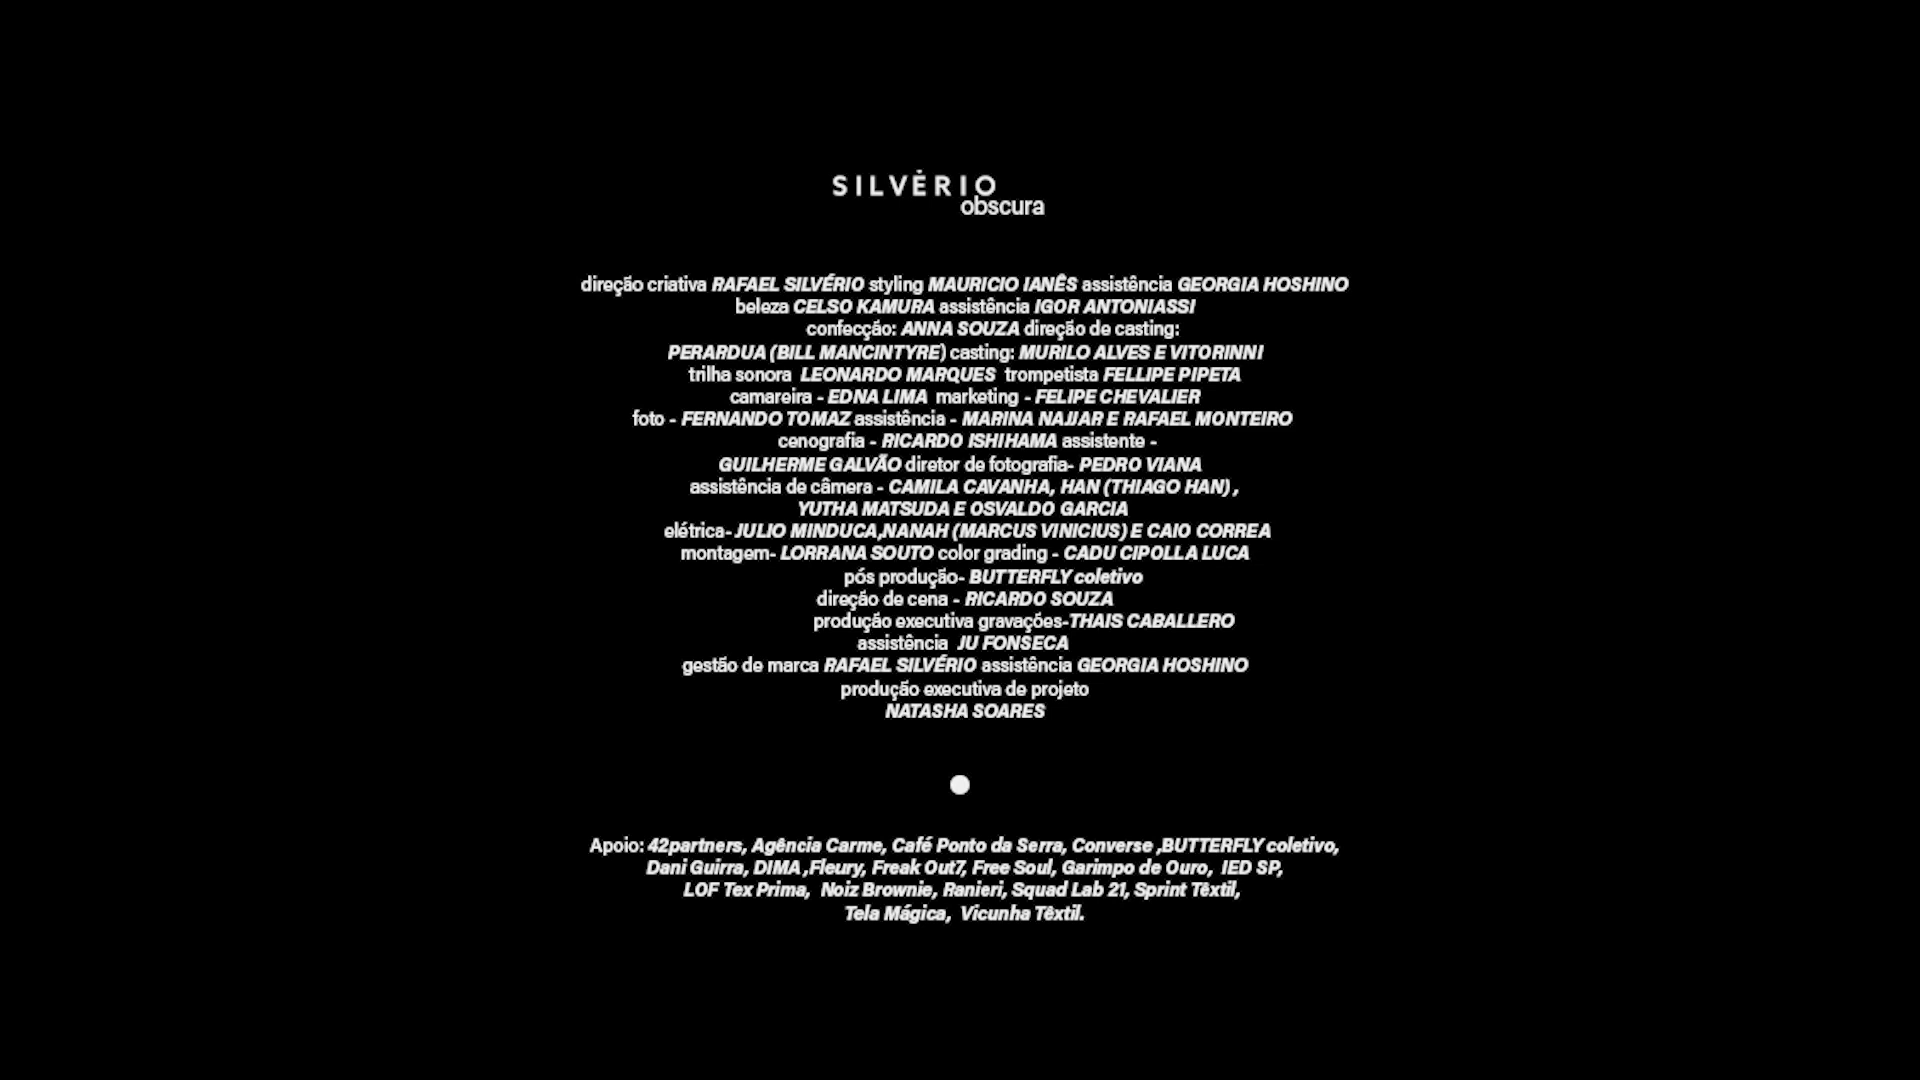 SILVÉRIO
obscura
direção criativa RAFAEL SILVÉRIO styling MAURICIO IANÊS assistência GEORGIA HOSHINO
beleza CELSO KAMURA assistência IGOR ANTONIASSI
confecção: ANNA SOUZA direção de casting:
PERARDUA (BILL MANCINTYRE) casting: MURILO ALVES E VITORINNI
trilha sonora LEONARDO MARQUES trompetista FELLIPE PIPETA
camareira - EDNA LIMA marketing - FELIPE CHEVALIER
foto - FERNANDO TOMAZ assistência - MARINA NAJJAR E RAFAEL MONTEIRO
cenografia - RICARDO ISHIHAMA assistente -
GUILHERME GALVÃO diretor de fotografia- PEDRO VIANA
assistência de câmera - CAMILA CAVANHA, HAN (THIAGO HAN) ,
YUTHA MATSUDA E OSVALDO GARCIA
elétrica- JULIO MINDUCA,NANAH (MARCUS VINICIUS) E CAIO CORREA
montagem- LORRANA SOUTO color grading - CADU CIPOLLA LUCA
pós produção- BUTTERFLY coletivo
direção de cena - RICARDO SOUZA
produção executiva gravações-THAIS CABALLERO
assistência JU FONSECA
gestão de marca RAFAEL SILVÉRIO assistência GEORGIA HOSHINO
produção executiva de projeto
NATASHA SOARES
Apoio: 42partners, Agência Carme, Café Ponto da Serra, Converse ,BUTTERFLY coletivo,
Dani Guirra, DIMA ,Fleury, Freak Out7, Free Soul, Garimpo de Ouro, IED SP,
LOF Tex Prima, Noiz Brownie, Ranieri, Squad Lab 21, Sprint Têxtil,
Tela Mágica, Vicunha Têxtil.